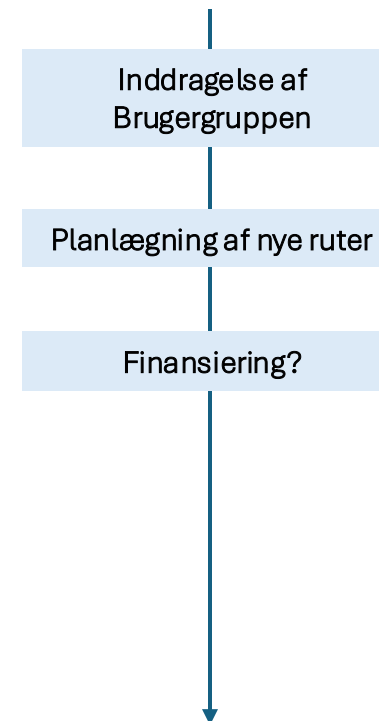 Inddragelse af
Brugergruppen
Planlægning af nye ruter
Finansiering?